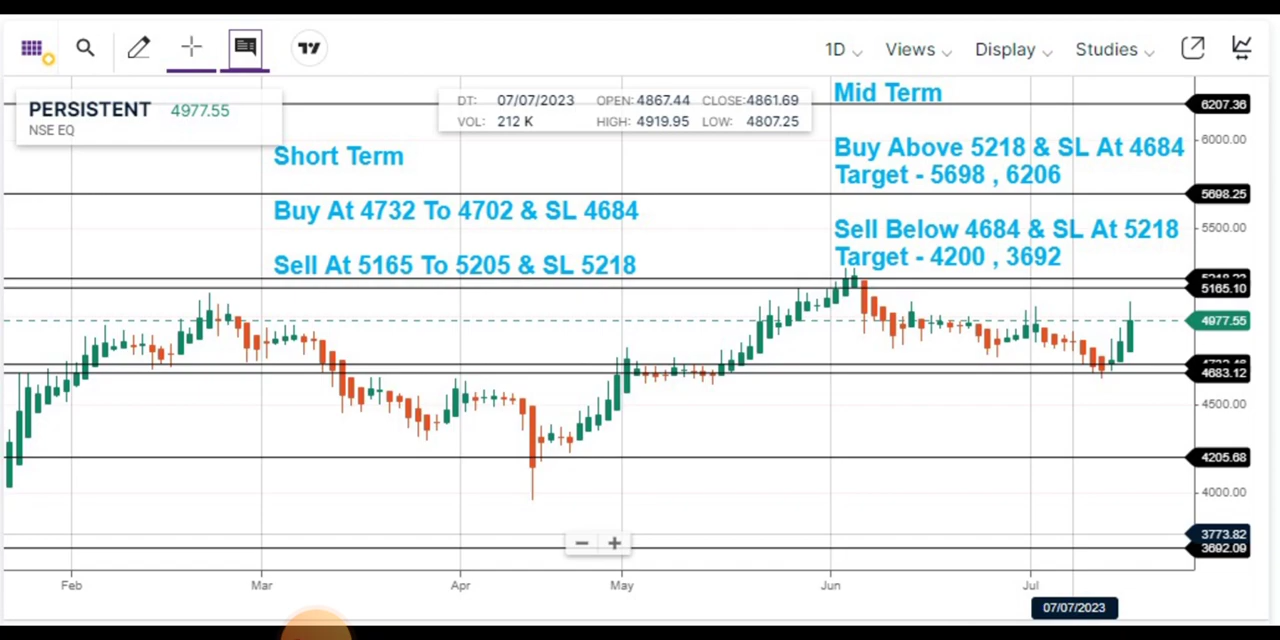 1D Views Display Studies
PERSISTENT 4977.55
NSE EQ
DT: 07/07/2023 OPEN: 4867.44 CLOSE:4861.69
VOL: 212 K HIGH: 4919.95 LOW: 4807.25
Mid Term
Buy Above 5218 & SL At 4684
Target - 5698 , 6206
Sell Below 4684 & SL At 5218
Target - 4200 , 3692
Short Term
Buy At 4732 To 4702 & SL 4684
Sell At 5165 To 5205 & SL 5218
6207.36
6000.00
5698.25
5500.00
5165.10
4977.55
4683.12
4500.00
4205.68
4000.00
3773.82
3692.09
Feb Mar Apr May Jun Jul
07/07/2023